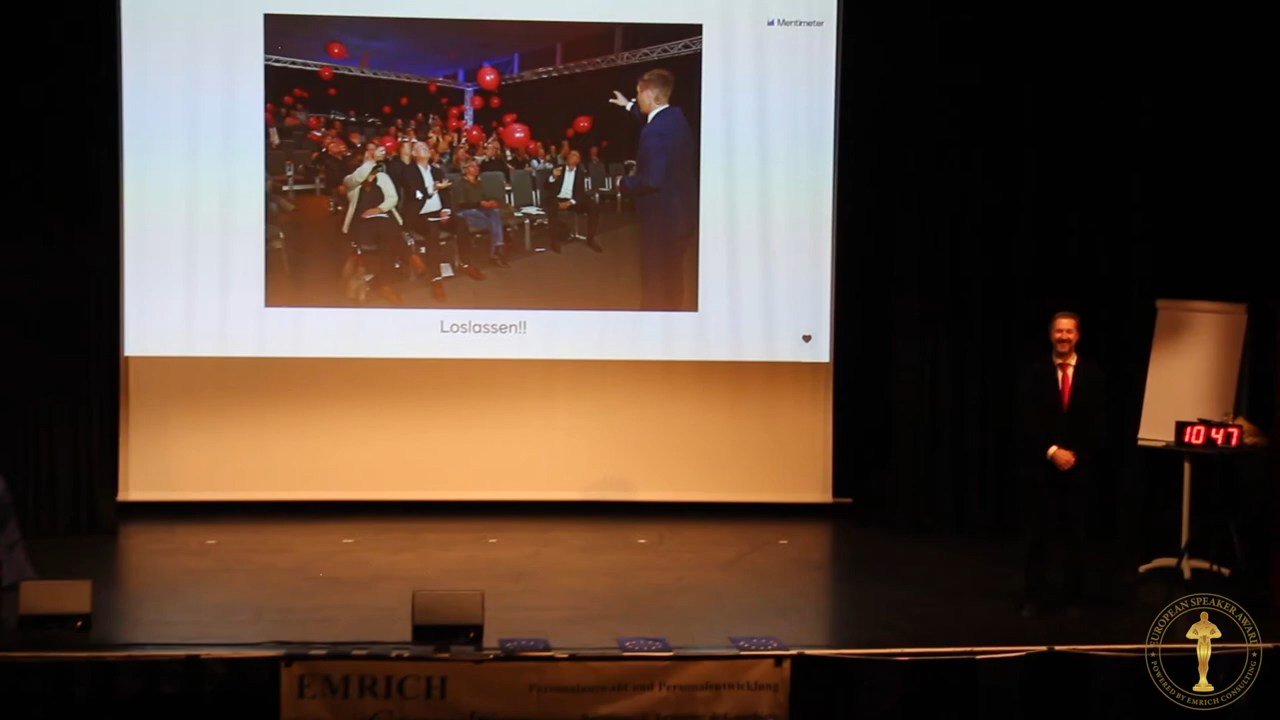 Mentimeter
Loslassen!!
10 47
EUROPEAN SPEAKER AWARD
POWERED BY EMRICH CONSULTING
EMRICH
Personalauswahl und Personalentwicklung